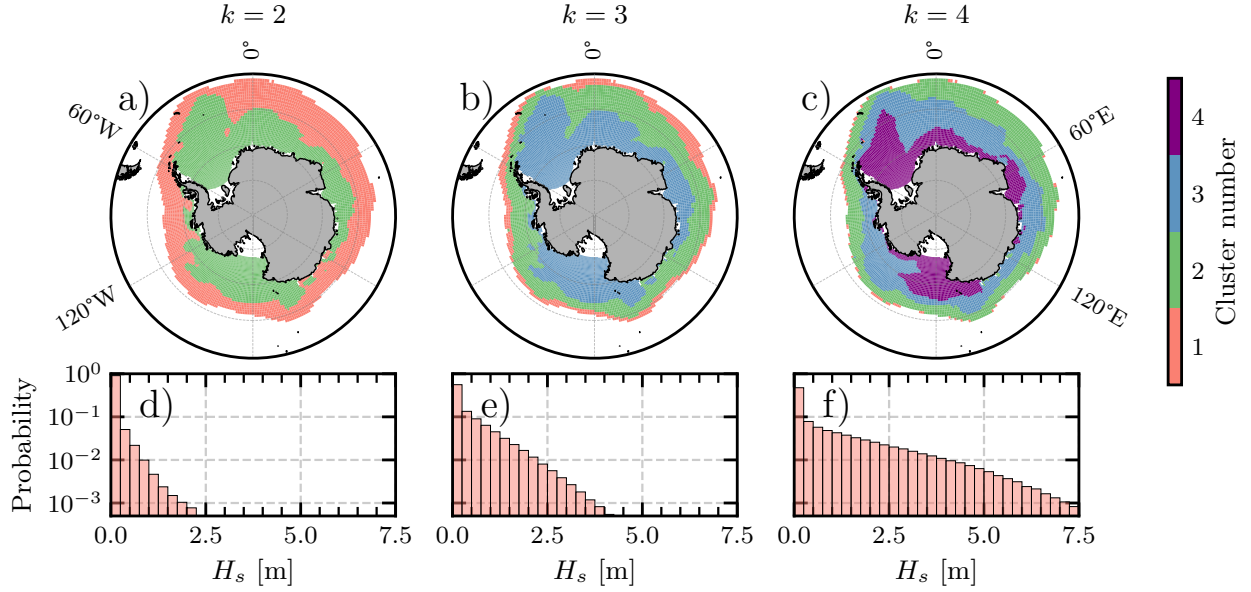 k = 2
k = 3
k = 4
0°
0°
0°
a)
b)
c)
60°W
60°E
120°W
120°E
4
3
2
1
Cluster number
d)
e)
f)
10⁰
10⁻¹
10⁻²
10⁻³
Probability
0.0 2.5 5.0 7.5
0.0 2.5 5.0 7.5
0.0 2.5 5.0 7.5
H_s [m]
H_s [m]
H_s [m]